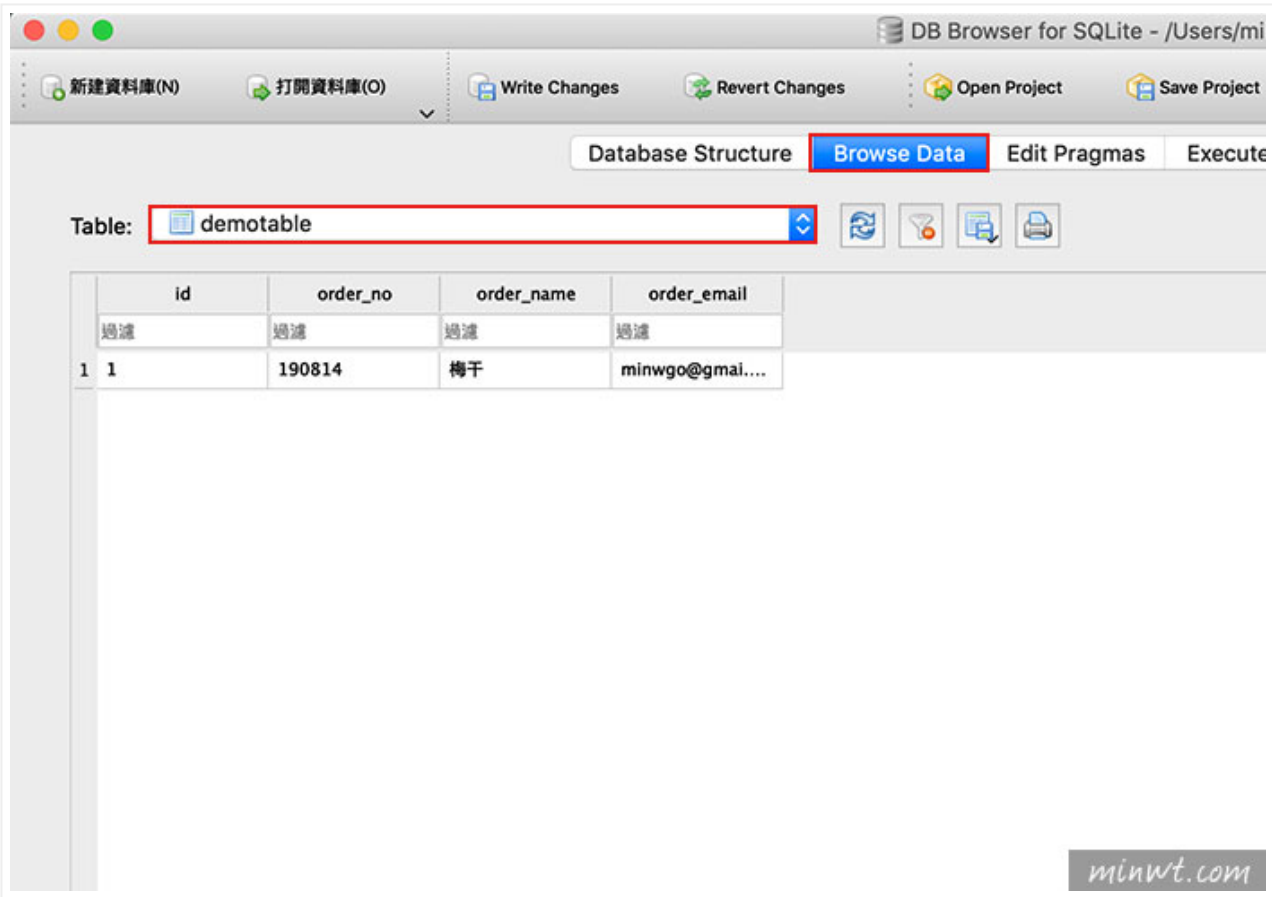 DB Browser for SQLite - /Users/mi
新建資料庫(N) 打開資料庫(O) Write Changes Revert Changes Open Project Save Project
Database Structure Browse Data Edit Pragmas Execute
Table: demotable
id order_no order_name order_email
過濾 過濾 過濾 過濾
1 1 190814 梅干 minwgo@gmai....
minwt.com